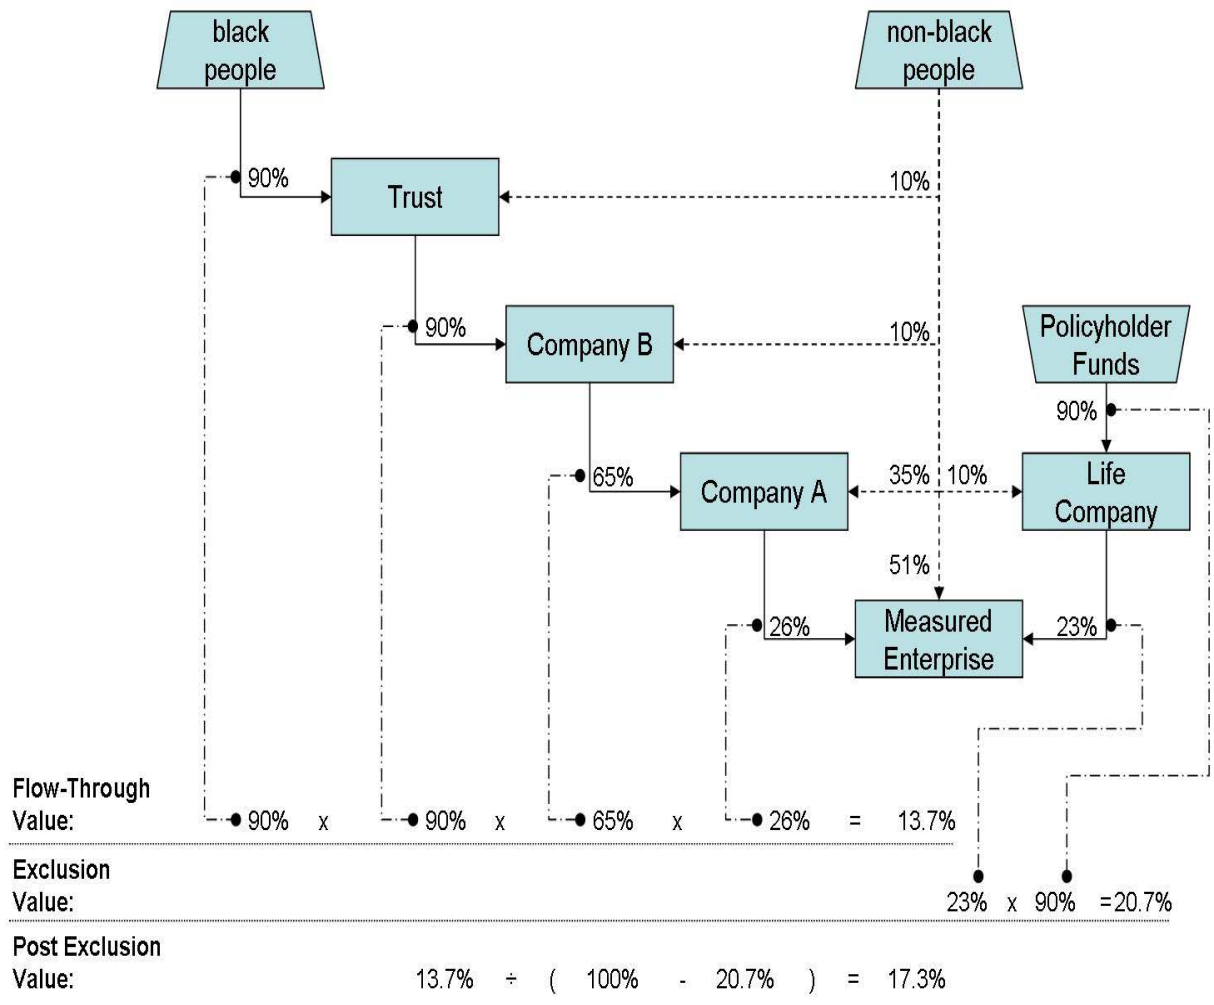 black
people
non-black
people
90%
Trust
10%
90%
Company B
10%
Policyholder
Funds
90%
65%
Company A
35%
10%
Life
Company
51%
26%
Measured
Enterprise
23%
Flow-Through
Value:
90% x 90% x 65% x 26% = 13.7%
Exclusion
Value:
23% x 90% =20.7%
Post Exclusion
Value:
13.7% ÷ ( 100% - 20.7% ) = 17.3%